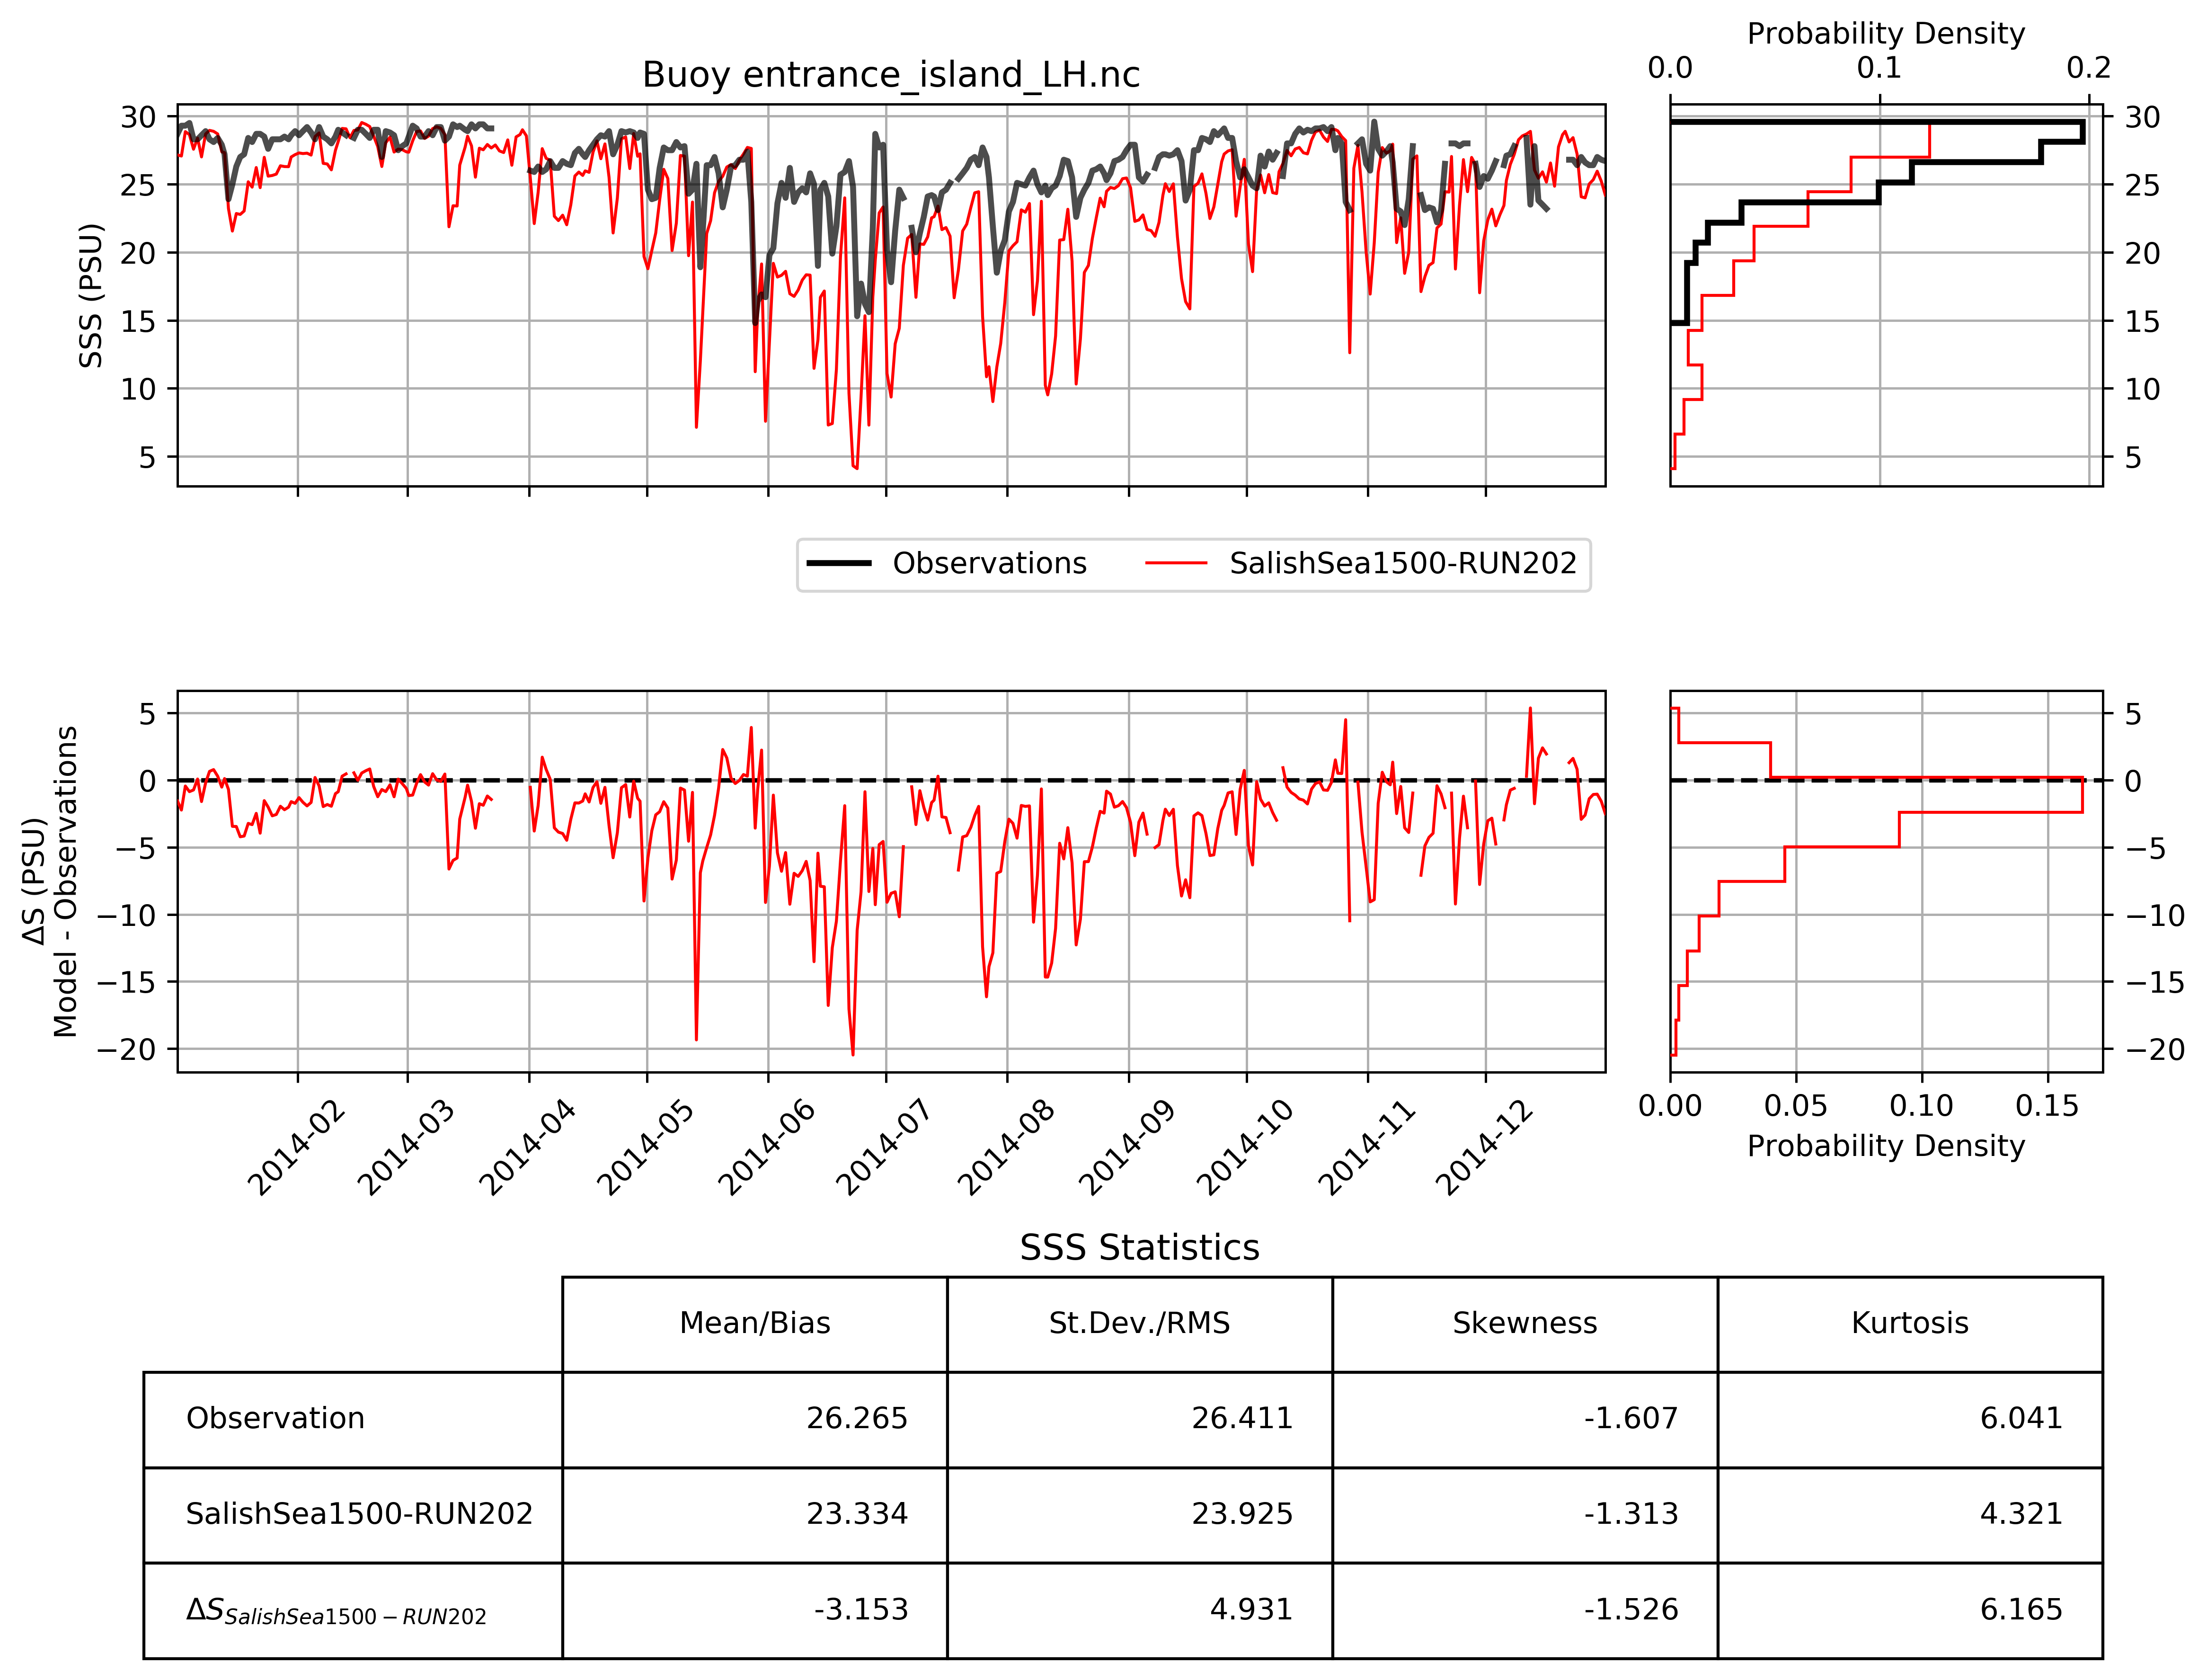 Probability Density
0.0 0.1 0.2
Buoy entrance_island_LH.nc
30 30
25 25
20 20
15 15
10 10
5 5
SSS (PSU)
Observations SalishSea1500-RUN202
5 5
0 0
−5 −5
−10 −10
−15 −15
−20 −20
ΔS (PSU)
Model - Observations
2014-02 2014-03 2014-04 2014-05 2014-06 2014-07 2014-08 2014-09 2014-10 2014-11 2014-12
0.00 0.05 0.10 0.15
Probability Density
SSS Statistics
Mean/Bias St.Dev./RMS Skewness Kurtosis
Observation 26.265 26.411 -1.607 6.041
SalishSea1500-RUN202 23.334 23.925 -1.313 4.321
ΔS SalishSea1500−RUN202 -3.153 4.931 -1.526 6.165